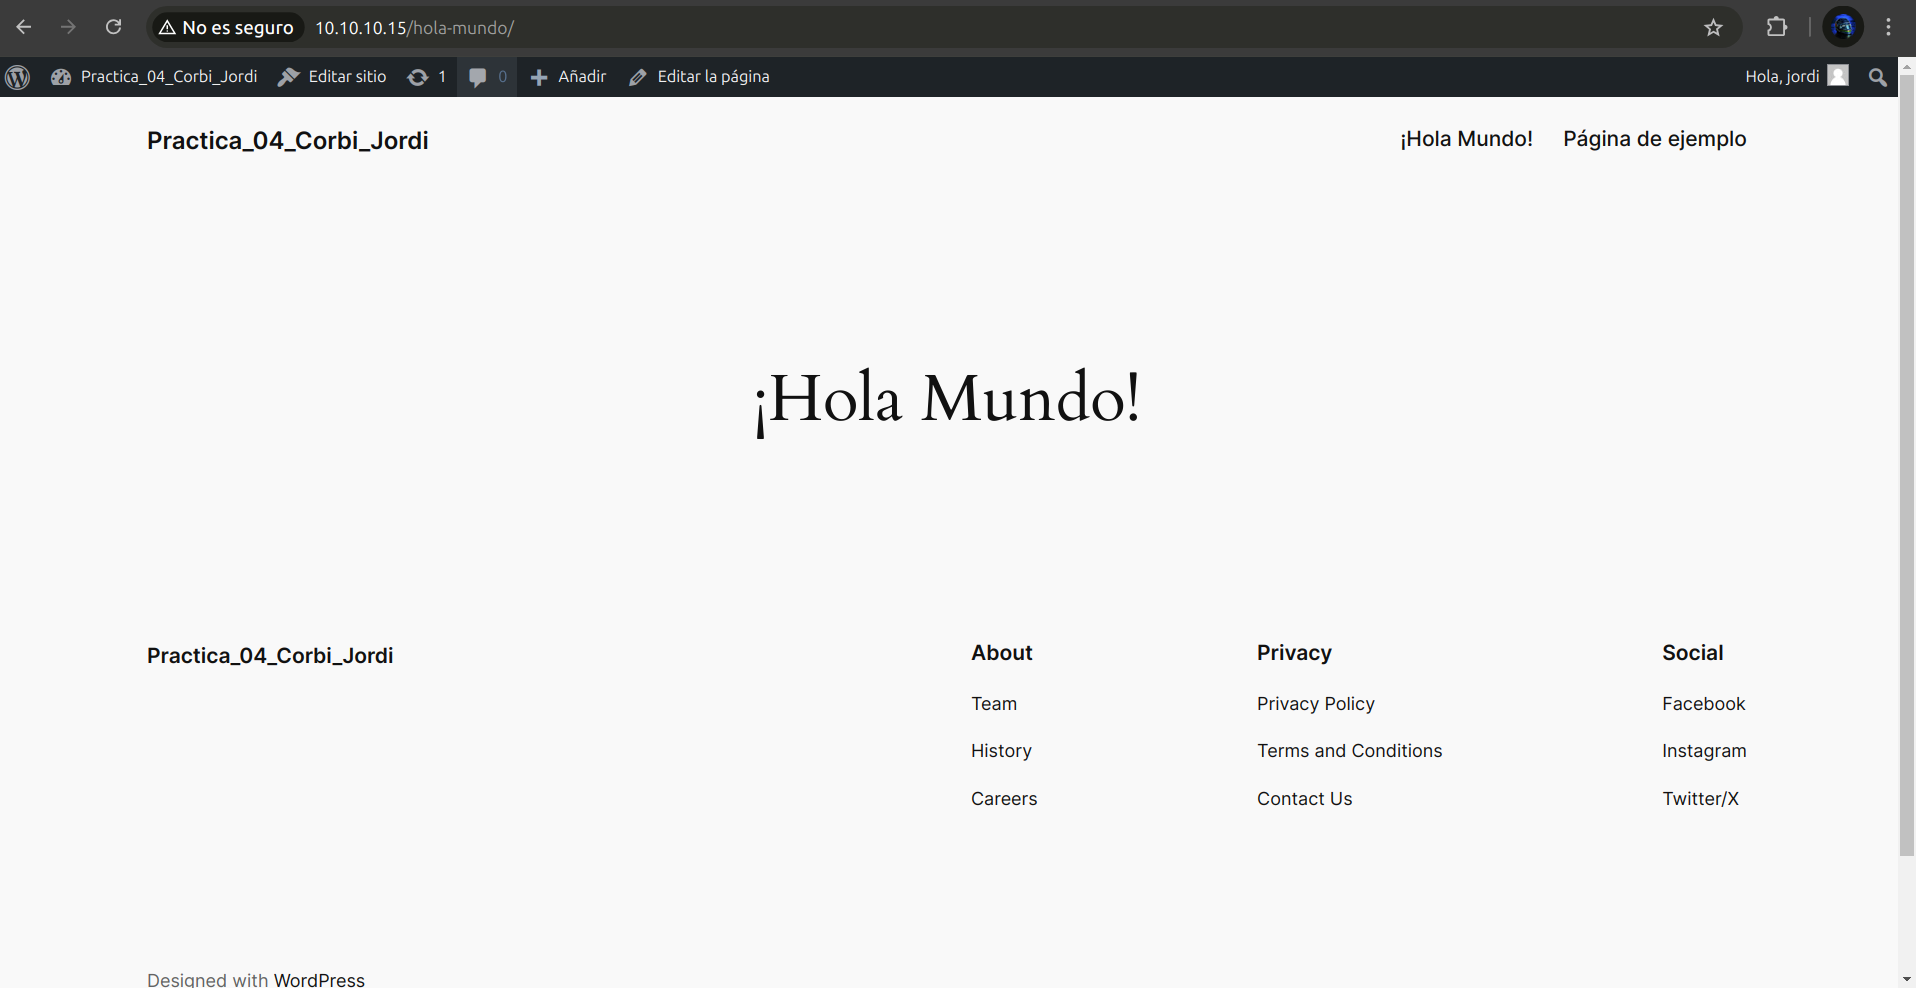 No es seguro 10.10.10.15/hola-mundo/
Practica_04_Corbi_Jordi Editar sitio 1 0 Añadir Editar la página Hola, jordi
Practica_04_Corbi_Jordi ¡Hola Mundo! Página de ejemplo
¡Hola Mundo!
Practica_04_Corbi_Jordi
About
Team
History
Careers
Privacy
Privacy Policy
Terms and Conditions
Contact Us
Social
Facebook
Instagram
Twitter/X
Designed with WordPress